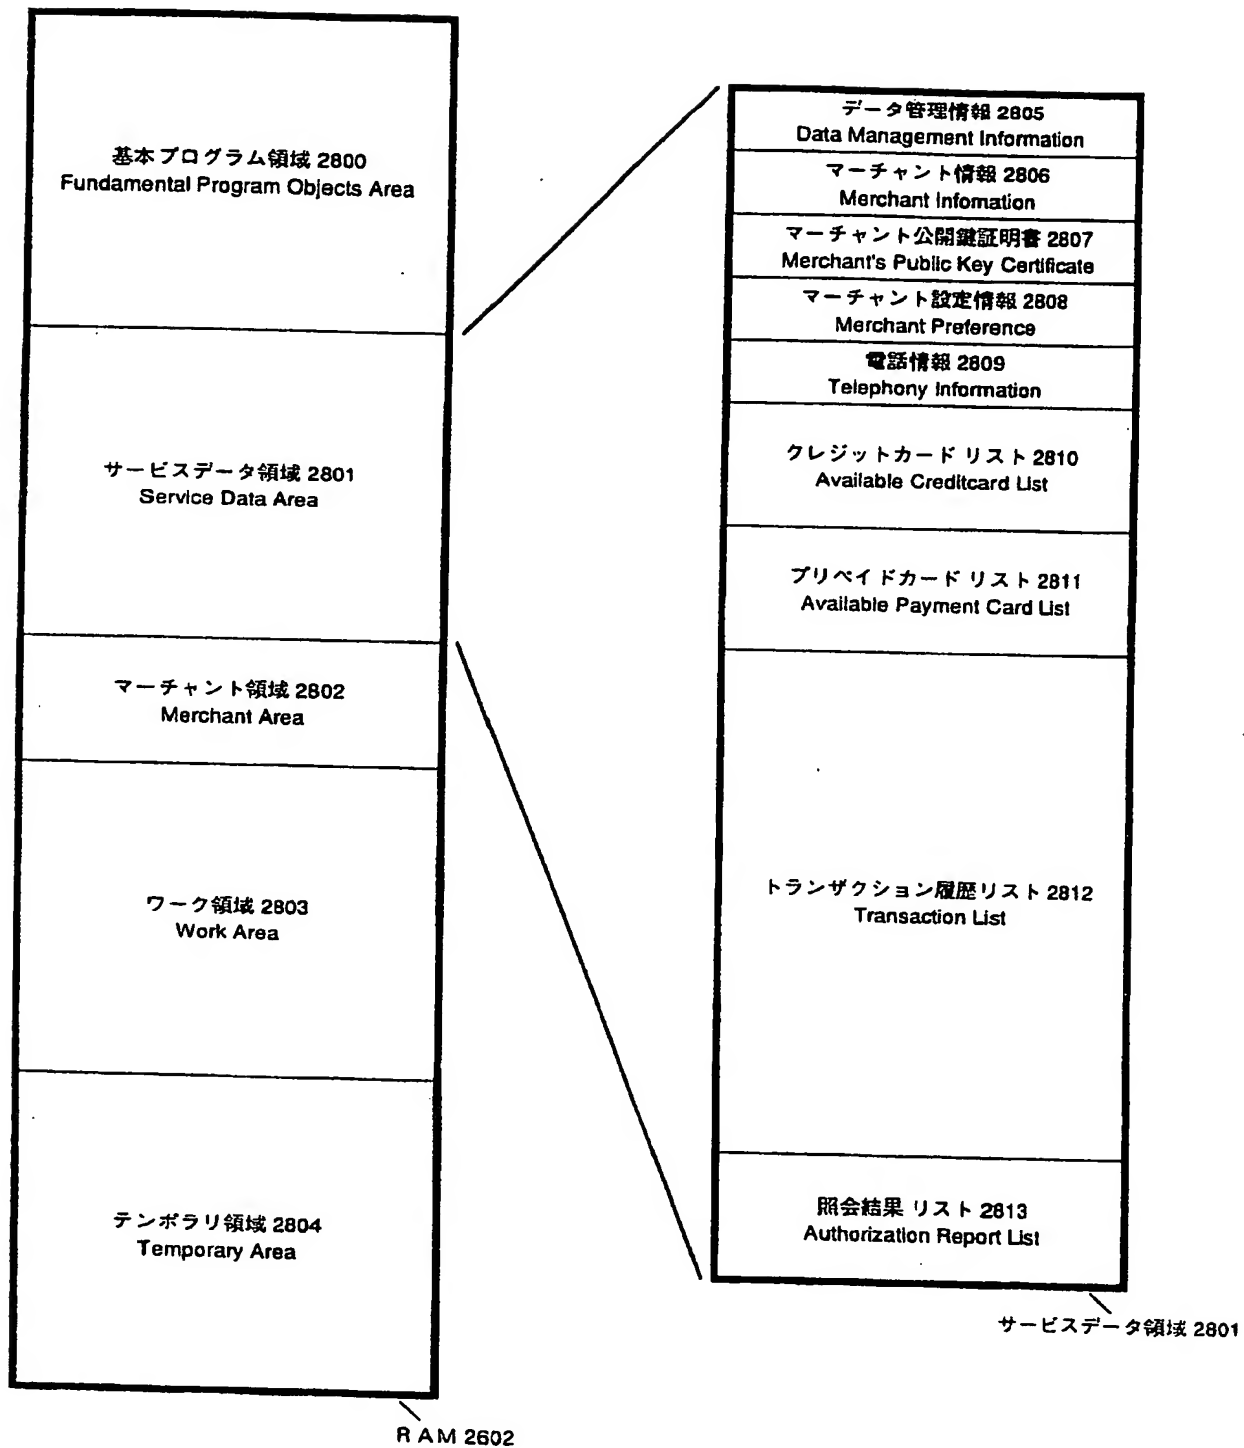 基本プログラム領域 2800
Fundamental Program Objects Area
サービスデータ領域 2801
Service Data Area
マーチャント領域 2802
Merchant Area
ワーク領域 2803
Work Area
テンポラリ領域 2804
Temporary Area
RAM 2602
データ管理情報 2805
Data Management Information
マーチャント情報 2806
Merchant Infomation
マーチャント公開鍵証明書 2807
Merchant's Public Key Certificate
マーチャント設定情報 2808
Merchant Preference
電話情報 2809
Telephony Information
クレジットカード リスト 2810
Available Creditcard List
プリペイドカード リスト 2811
Available Payment Card List
トランザクション履歴リスト 2812
Transaction List
照会結果 リスト 2813
Authorization Report List
サービスデータ領域 2801